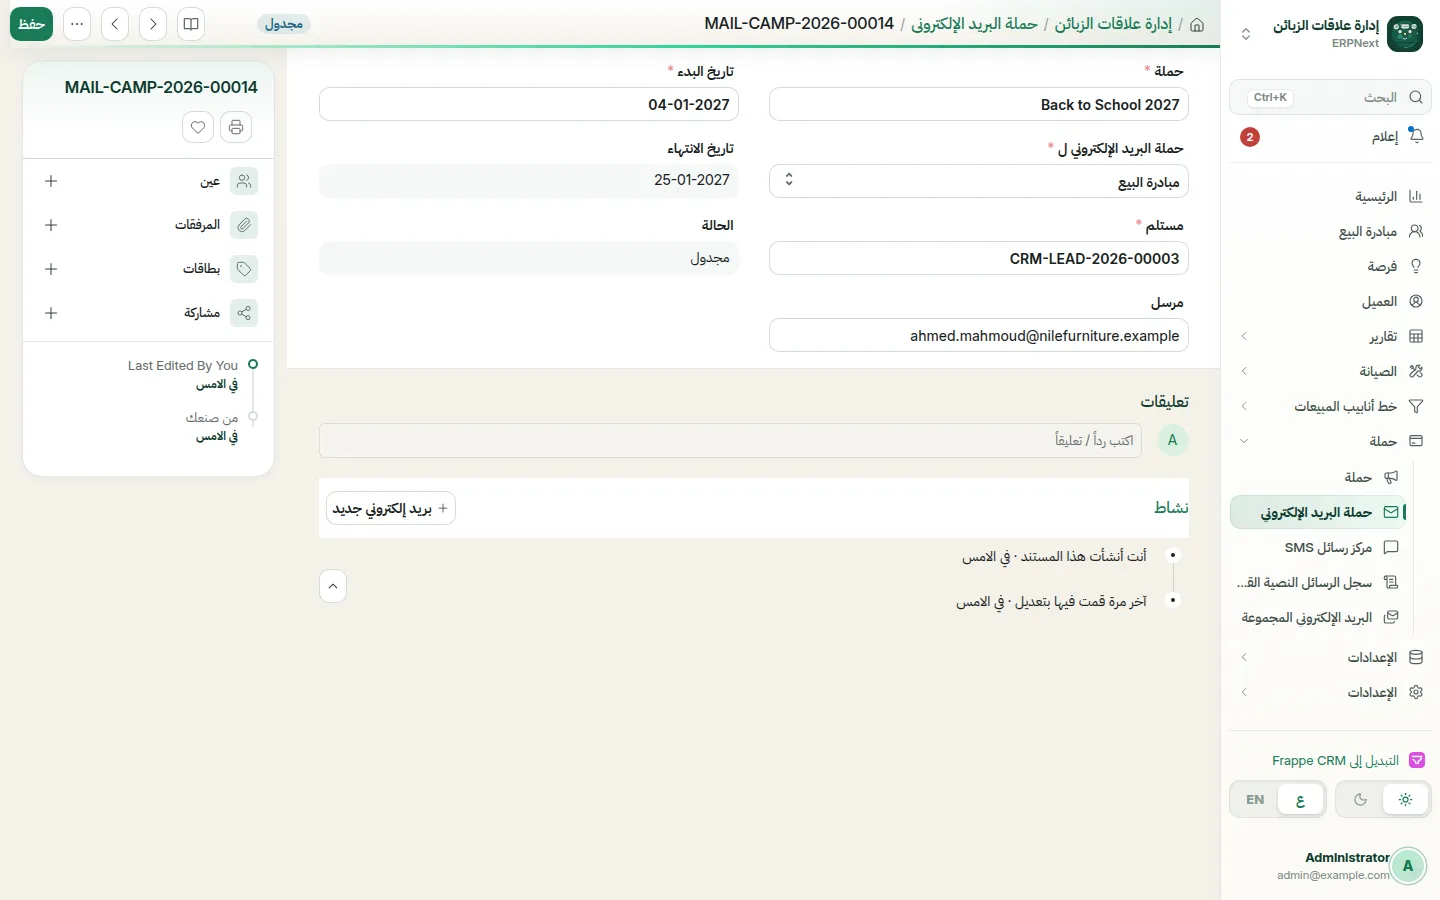 إدارة علاقات الزبائن
ERPNext
البحث
Ctrl+K
إعلام
2
الرئيسية
مبادرة البيع
فرصة
العميل
تقارير
الصيانة
خط أنابيب المبيعات
حملة
حملة
حملة البريد الإلكتروني
مركز رسائل SMS
سجل الرسائل النصية الق...
البريد الإلكتروني المجموعة
الإعدادات
الإعدادات
التبديل إلى Frappe CRM
ع
EN
Administrator
admin@example.com
A
إدارة علاقات الزبائن / حملة البريد الإلكتروني / MAIL-CAMP-2026-00014
مجدول
حفظ
حملة *
Back to School 2027
تاريخ البدء *
04-01-2027
حملة البريد الإلكتروني ل *
مبادرة البيع
تاريخ الانتهاء
25-01-2027
مستلم *
CRM-LEAD-2026-00003
الحالة
مجدول
مرسل
ahmed.mahmoud@nilefurniture.example
تعليقات
A
اكتب رداً / تعليقاً
نشاط
بريد إلكتروني جديد
أنت أنشأت هذا المستند · في الامس
آخر مرة قمت فيها بتعديل · في الامس
MAIL-CAMP-2026-00014
عين
المرفقات
بطاقات
مشاركة
Last Edited By You
في الامس
من صنعك
في الامس